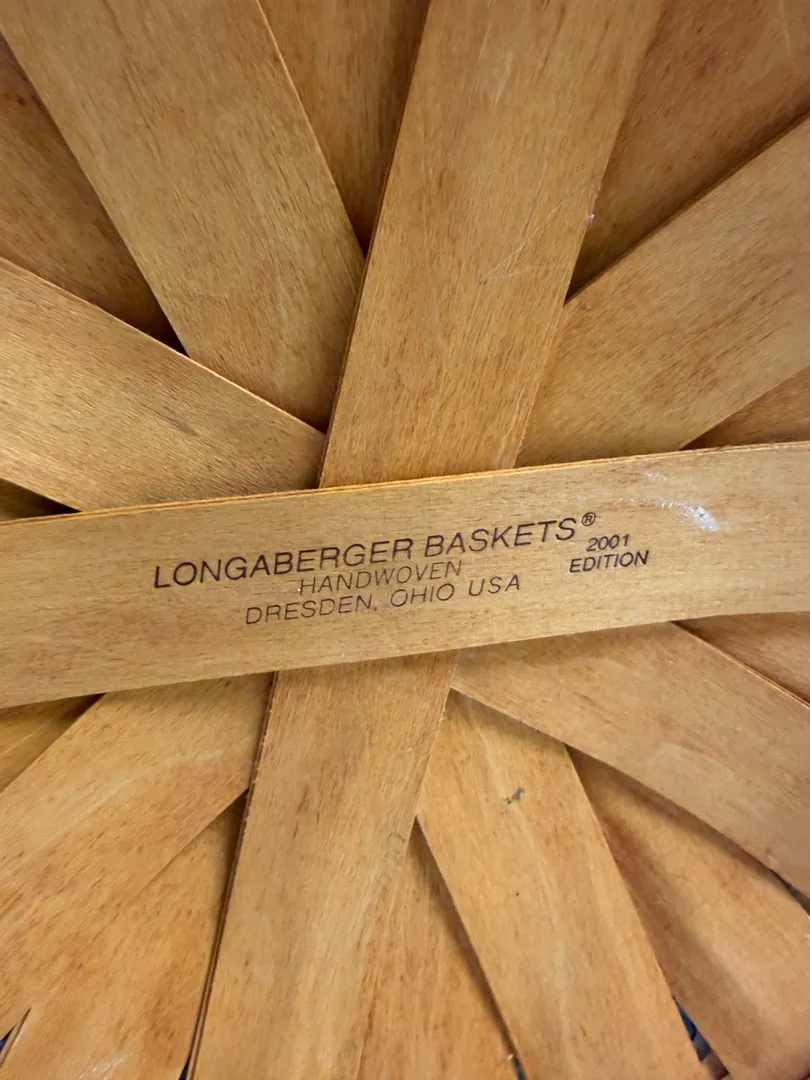 LONGABERGER BASKETS®
HANDWOVEN
DRESDEN, OHIO USA
2001
EDITION